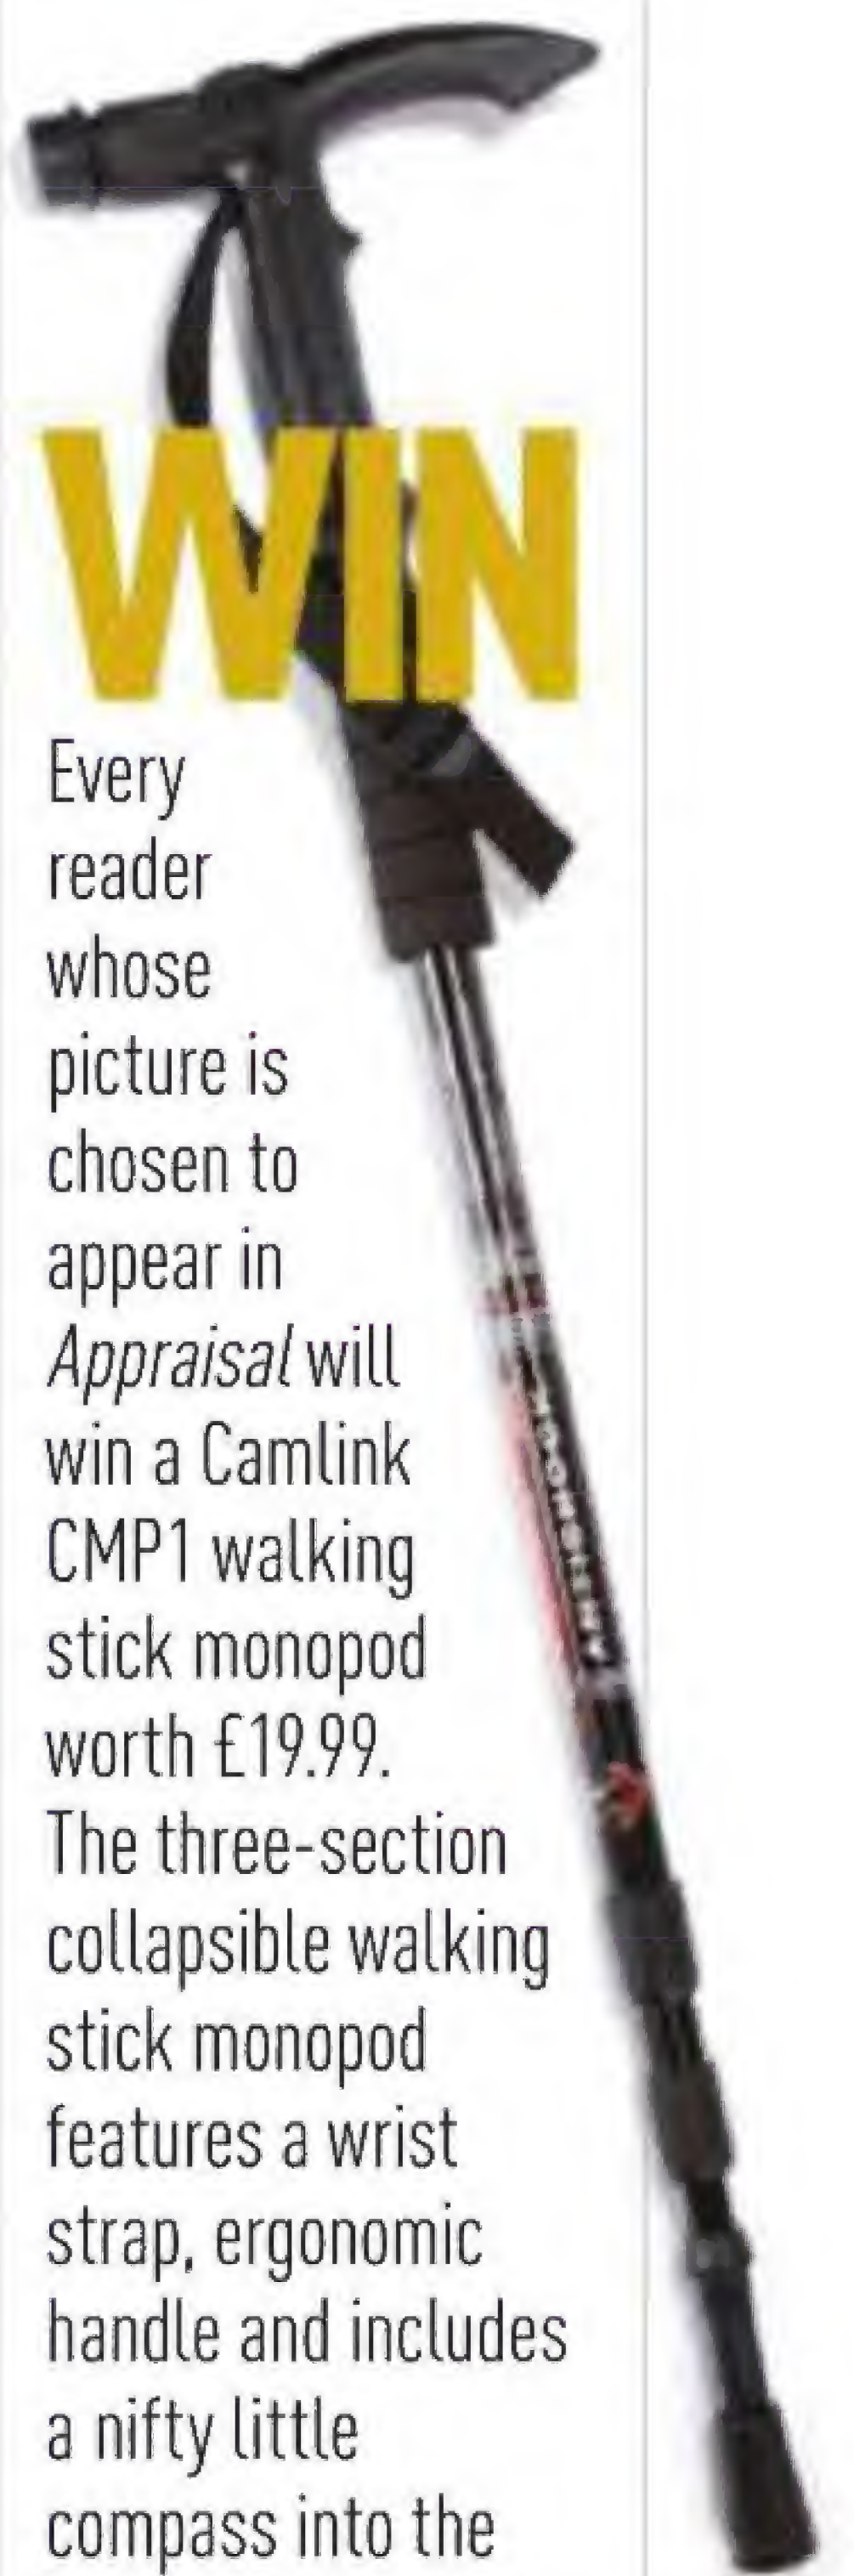 WIN
Every
reader
whose
picture is
chosen to
appear in
Appraisal will
win a Camlink
CMP1 walking
stick monopod
worth £19.99.
The three-section
collapsible walking
stick monopod
features a wrist
strap, ergonomic
handle and includes
a nifty little
compass into the